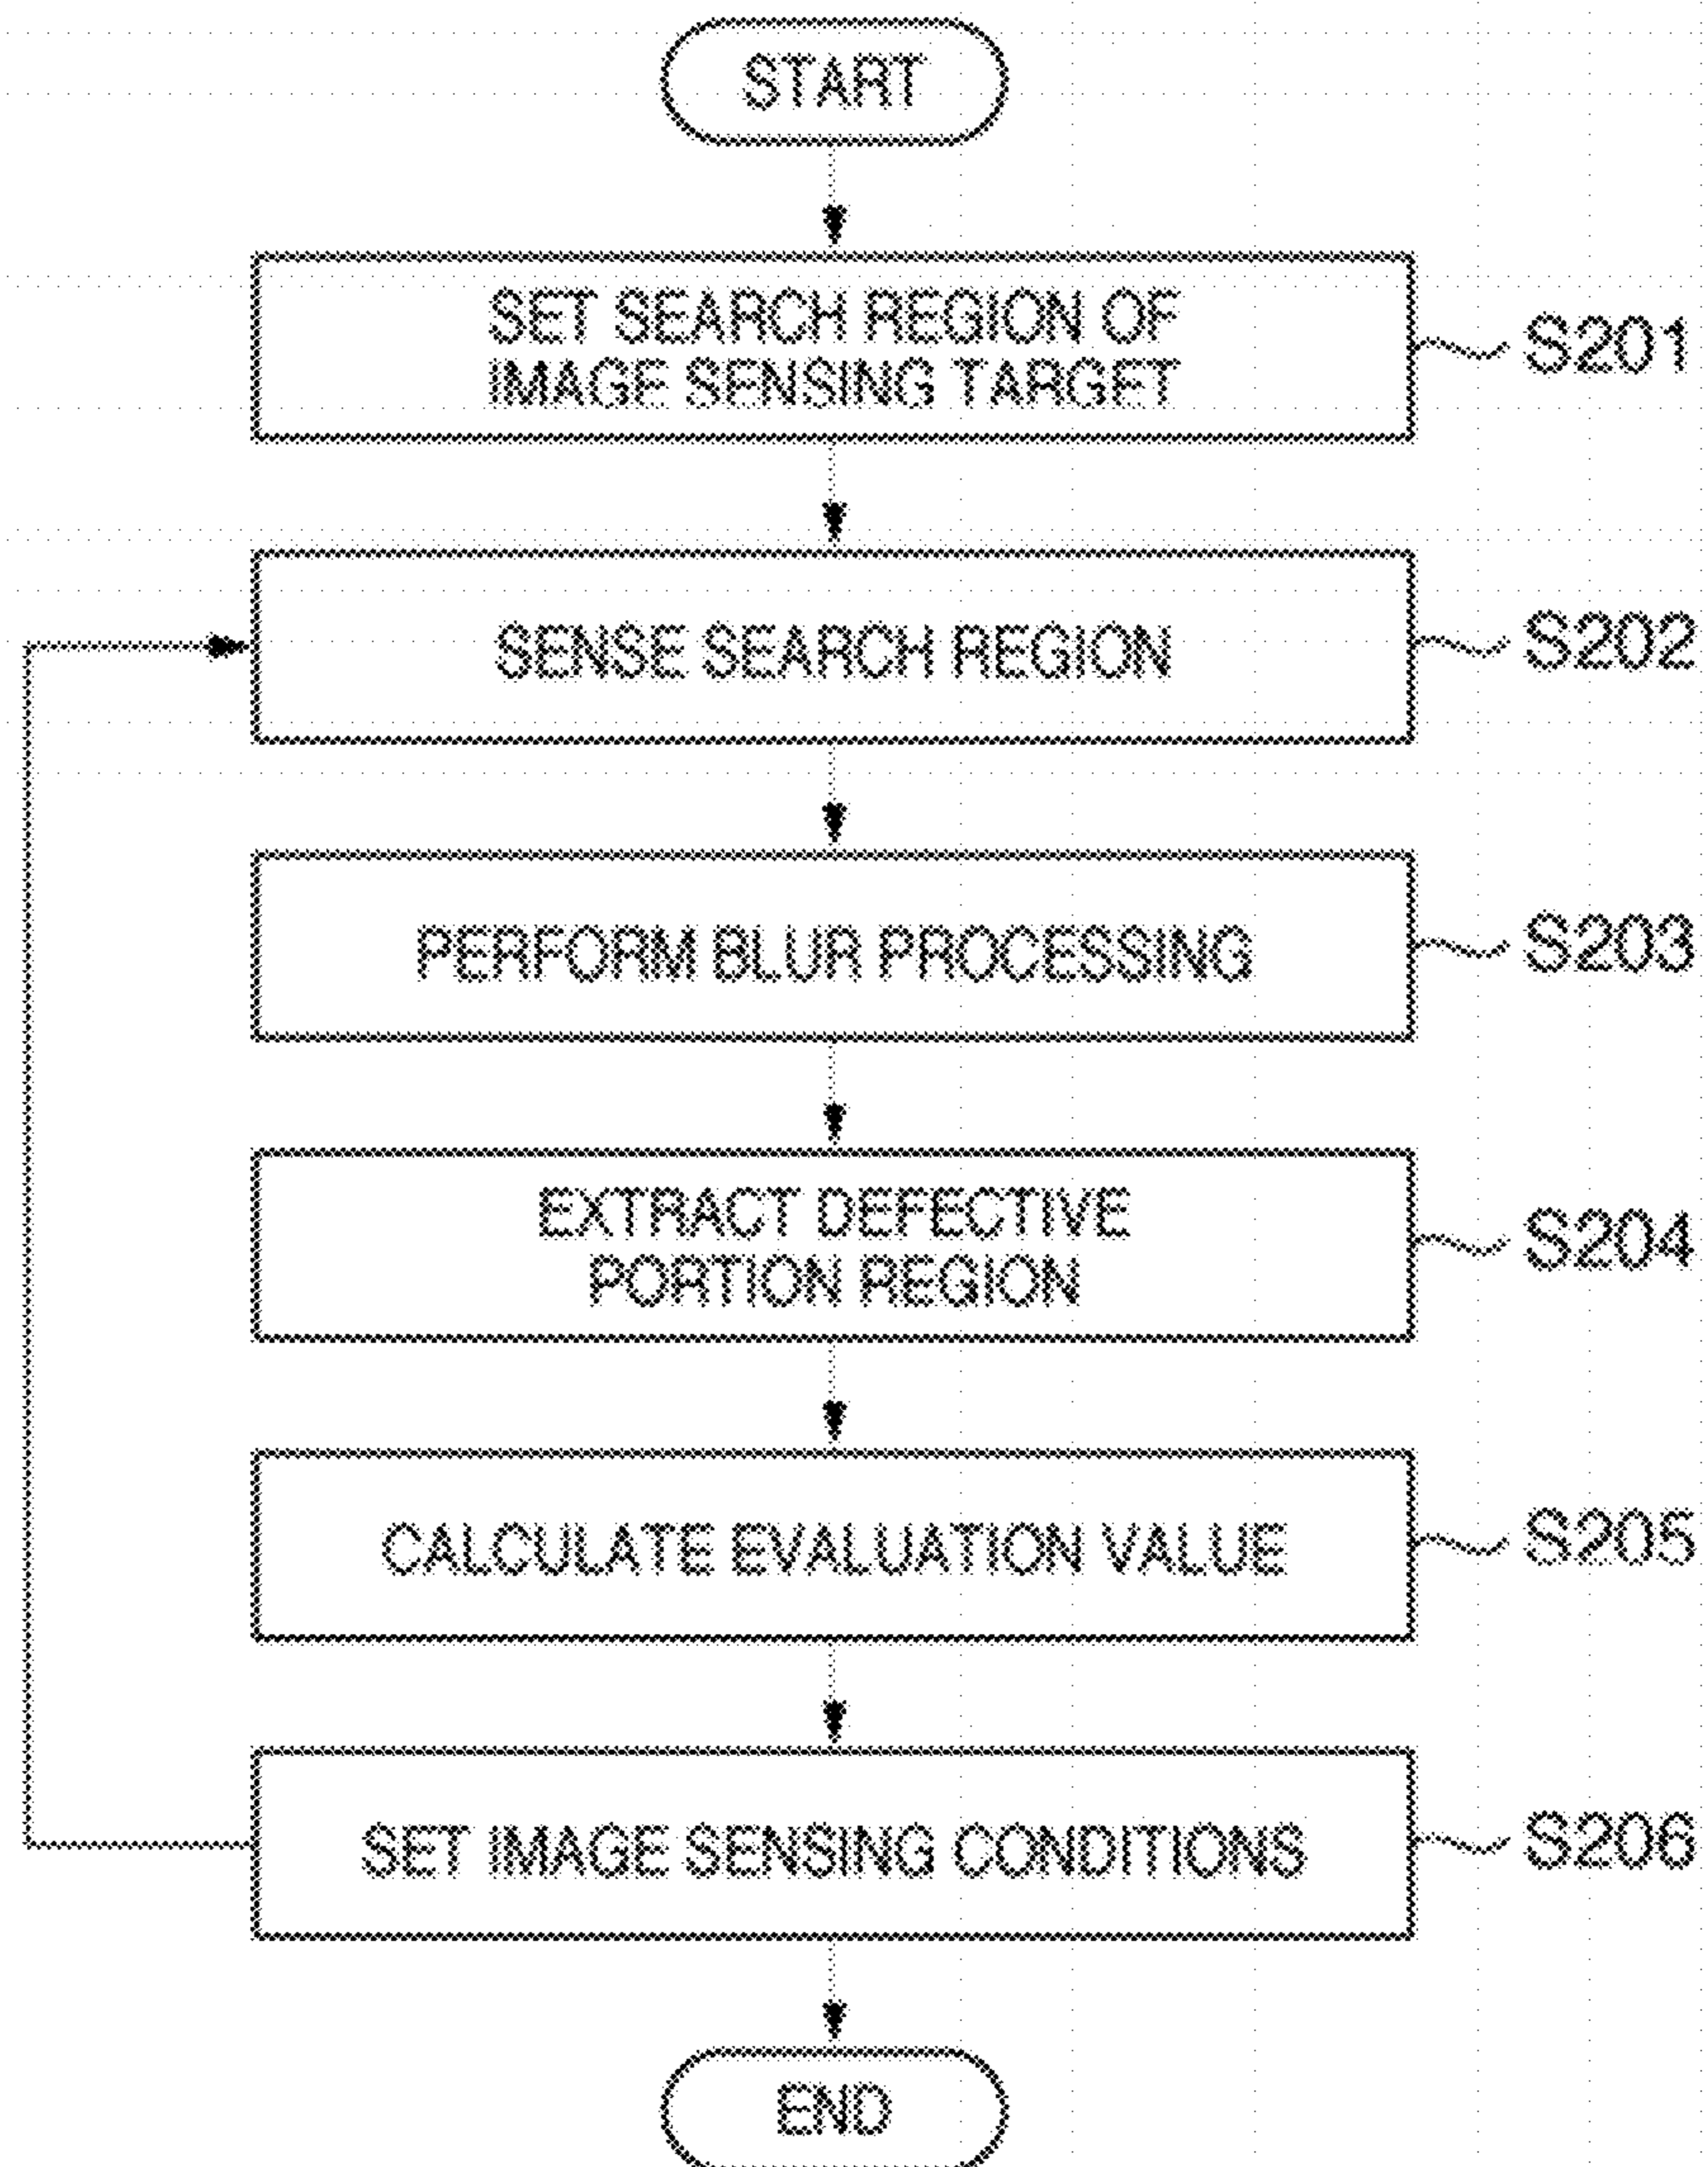 START
SET SEARCH REGION OF
IMAGE SENSING TARGET
S201
SENSE SEARCH REGION
S202
PERFORM BLUR PROCESSING
S203
EXTRACT DEFECTIVE
PORTION REGION
S204
CALCULATE EVALUATION VALUE
S205
SET IMAGE SENSING CONDITIONS
S206
END